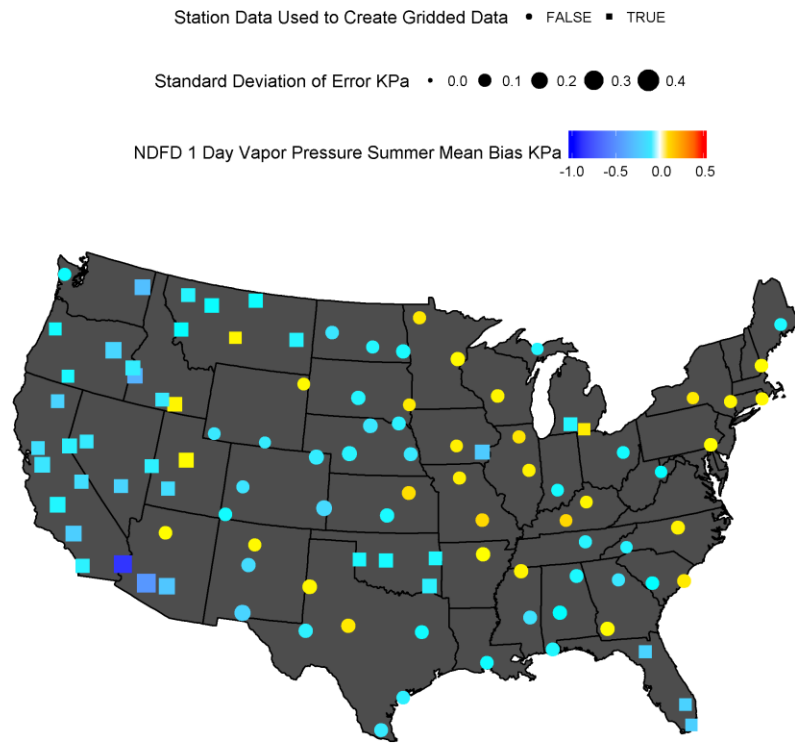 Station Data Used to Create Gridded Data FALSE TRUE
Standard Deviation of Error KPa 0.0 0.1 0.2 0.3 0.4
NDFD 1 Day Vapor Pressure Summer Mean Bias KPa
-1.0 -0.5 0.0 0.5